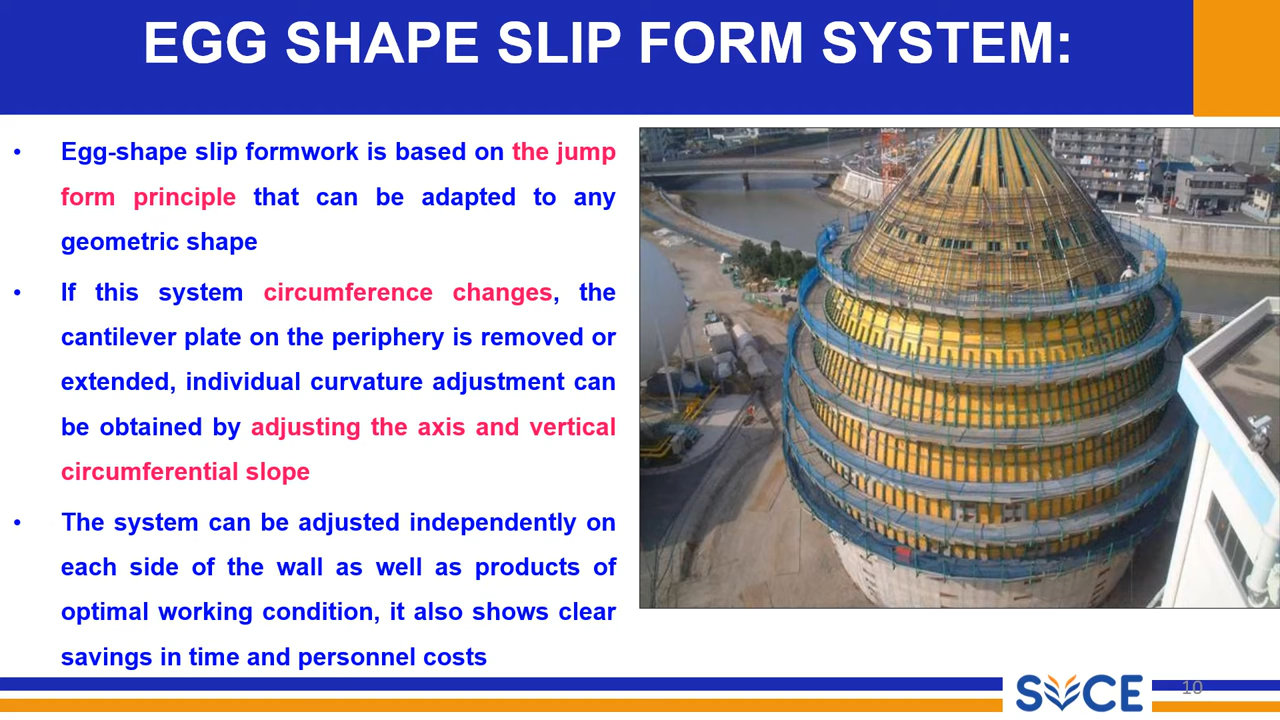 EGG SHAPE SLIP FORM SYSTEM:
• Egg-shape slip formwork is based on the jump
form principle that can be adapted to any
geometric shape
• If this system circumference changes, the
cantilever plate on the periphery is removed or
extended, individual curvature adjustment can
be obtained by adjusting the axis and vertical
circumferential slope
• The system can be adjusted independently on
each side of the wall as well as products of
optimal working condition, it also shows clear
savings in time and personnel costs
SVCE
10